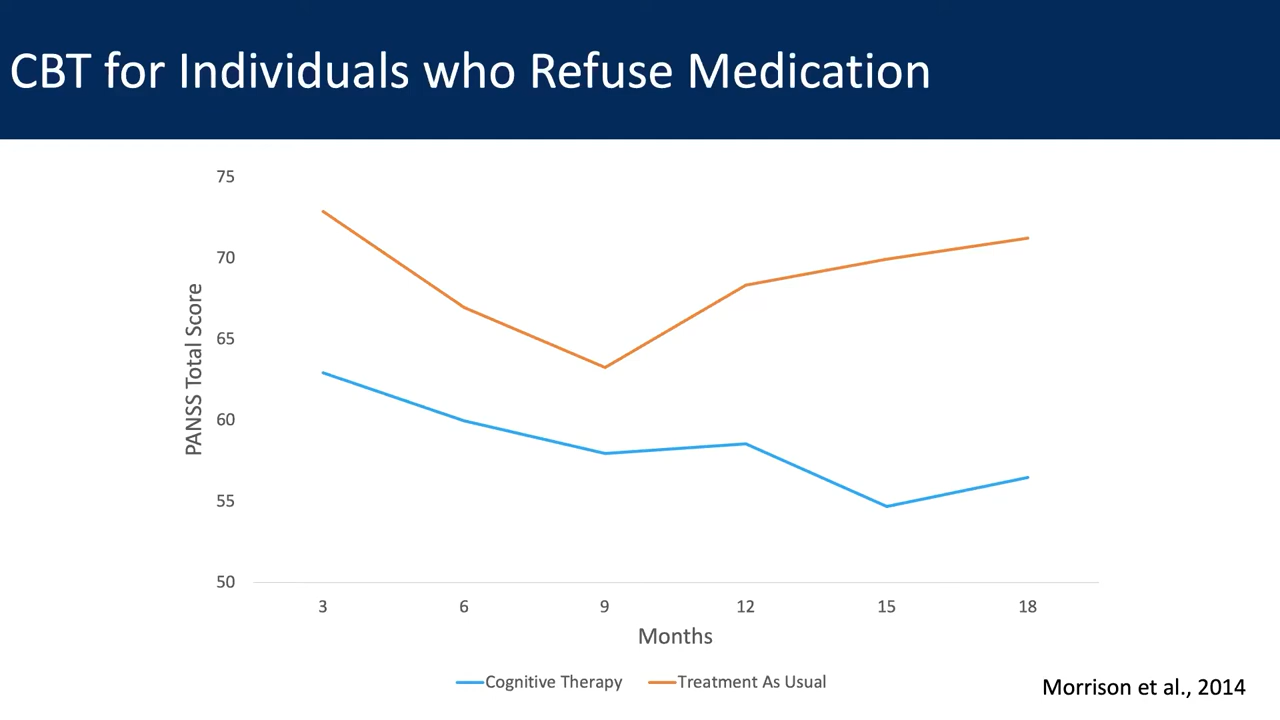 CBT for Individuals who Refuse Medication
75
70
65
60
55
50
PANSS Total Score
3 6 9 12 15 18
Months
Cognitive Therapy Treatment As Usual
Morrison et al., 2014